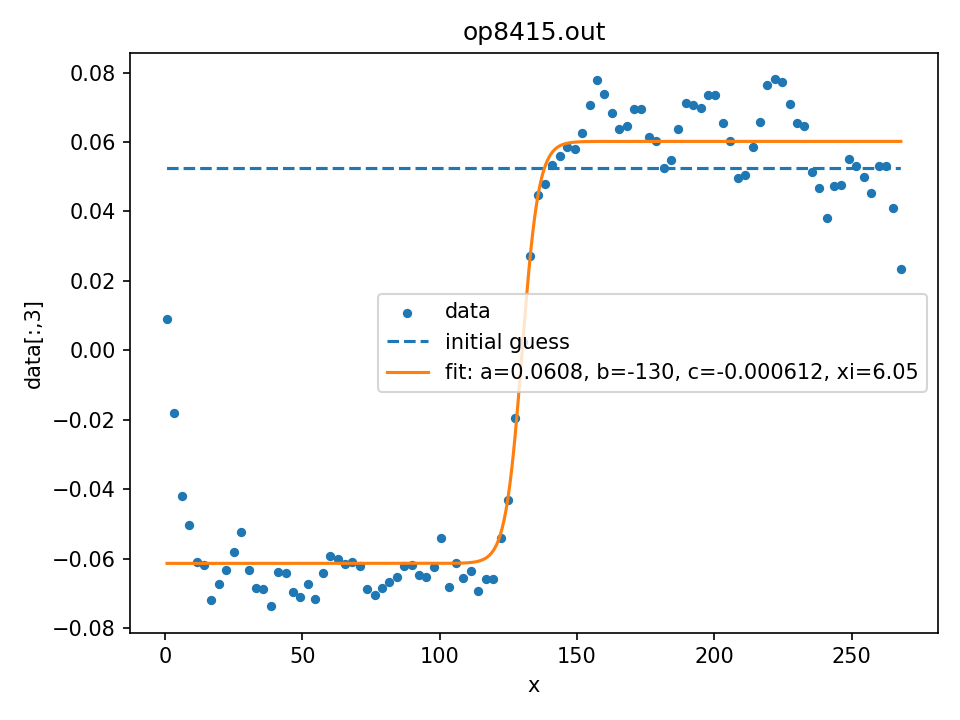 op8415.out
0.08
0.06
0.04
0.02
0.00
−0.02
−0.04
−0.06
−0.08
data[:,3]
data
initial guess
fit: a=0.0608, b=-130, c=-0.000612, xi=6.05
0 50 100 150 200 250
x